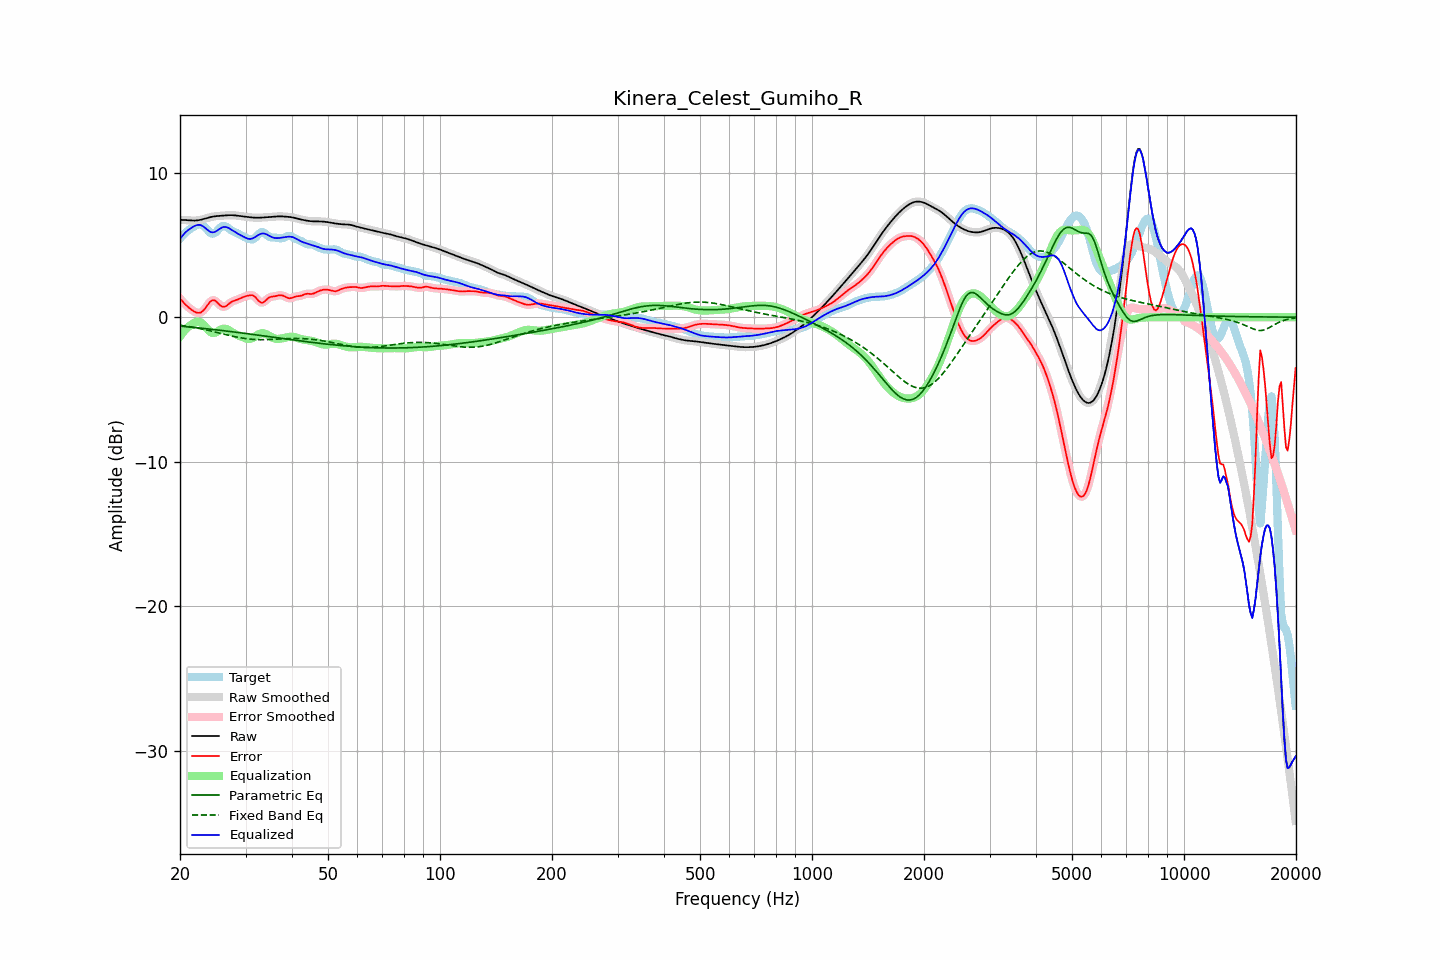 Kinera_Celest_Gumiho_R
Amplitude (dBr)
10
0
−10
−20
−30
Target
Raw Smoothed
Error Smoothed
Raw
Error
Equalization
Parametric Eq
Fixed Band Eq
Equalized
20 50 100 200 500 1000 2000 5000 10000 20000
Frequency (Hz)